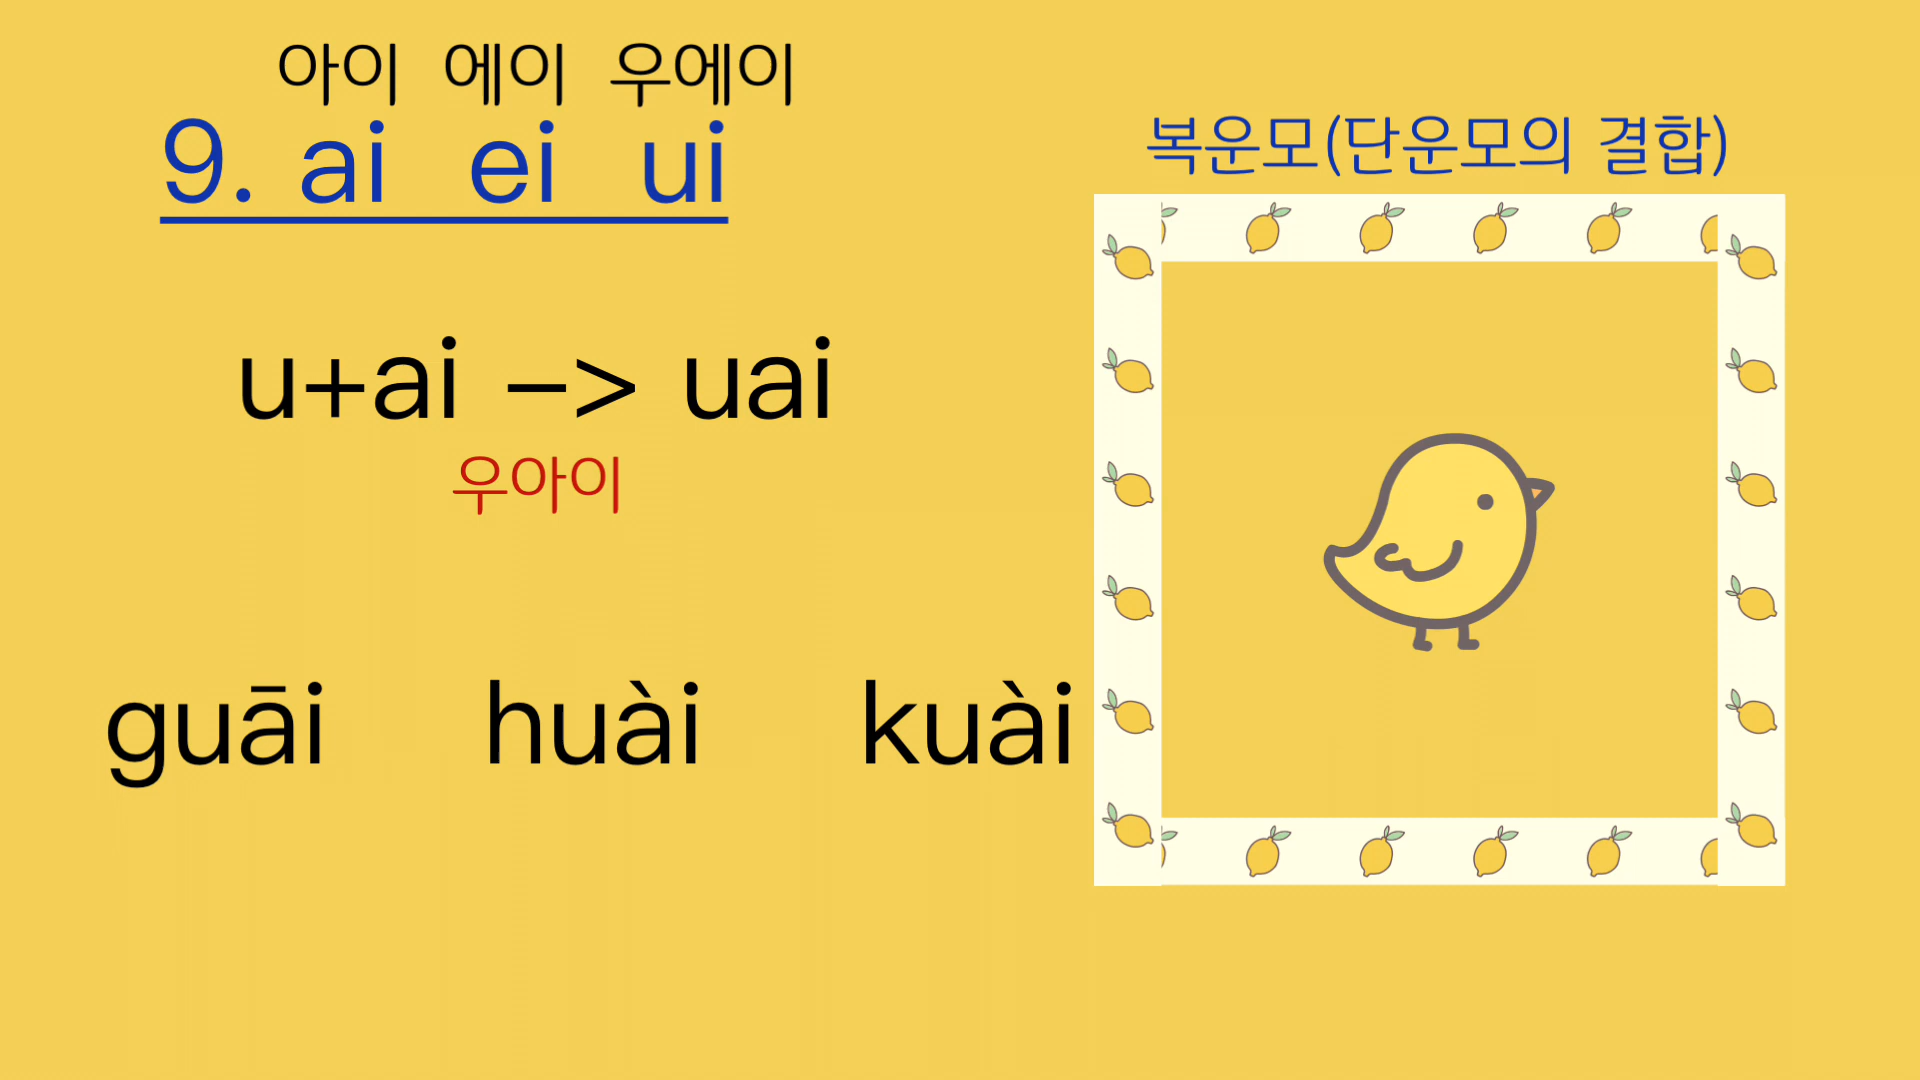 아이 에이 우에이
9. ai ei ui
복운모(단운모의 결합)
u+ai –> uai
우아이
guāi huài kuài